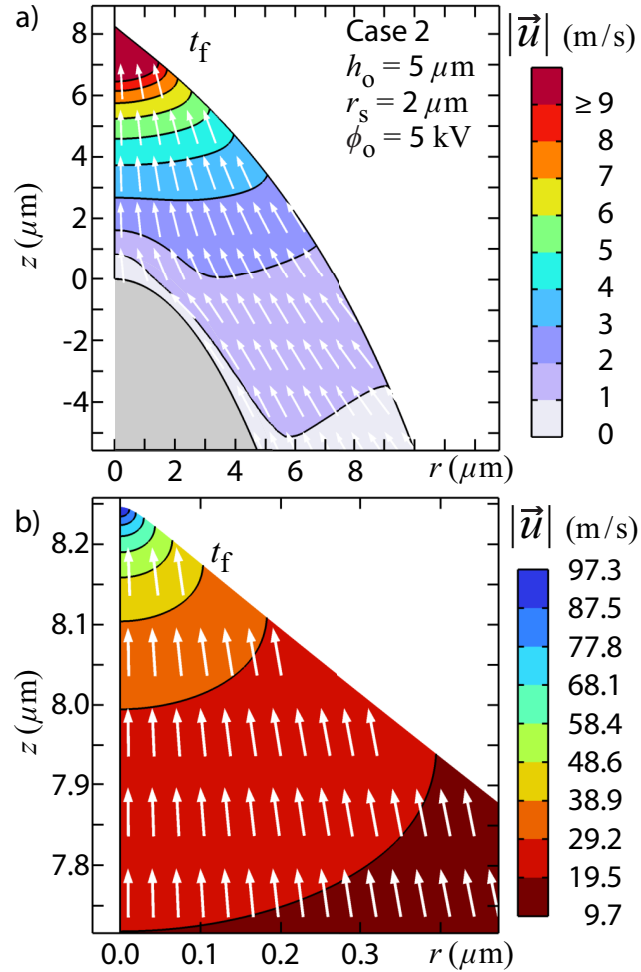 a)
t_f
Case 2
h_o = 5 μm
r_s = 2 μm
ϕ_o = 5 kV
|u⃗| (m/s)
≥ 9
8
7
6
5
4
3
2
1
0
z (μm)
8
6
4
2
0
-2
-4
0 2 4 6 8
r (μm)
b)
t_f
|u⃗| (m/s)
97.3
87.5
77.8
68.1
58.4
48.6
38.9
29.2
19.5
9.7
z (μm)
8.2
8.1
8.0
7.9
7.8
0.0 0.1 0.2 0.3
r (μm)